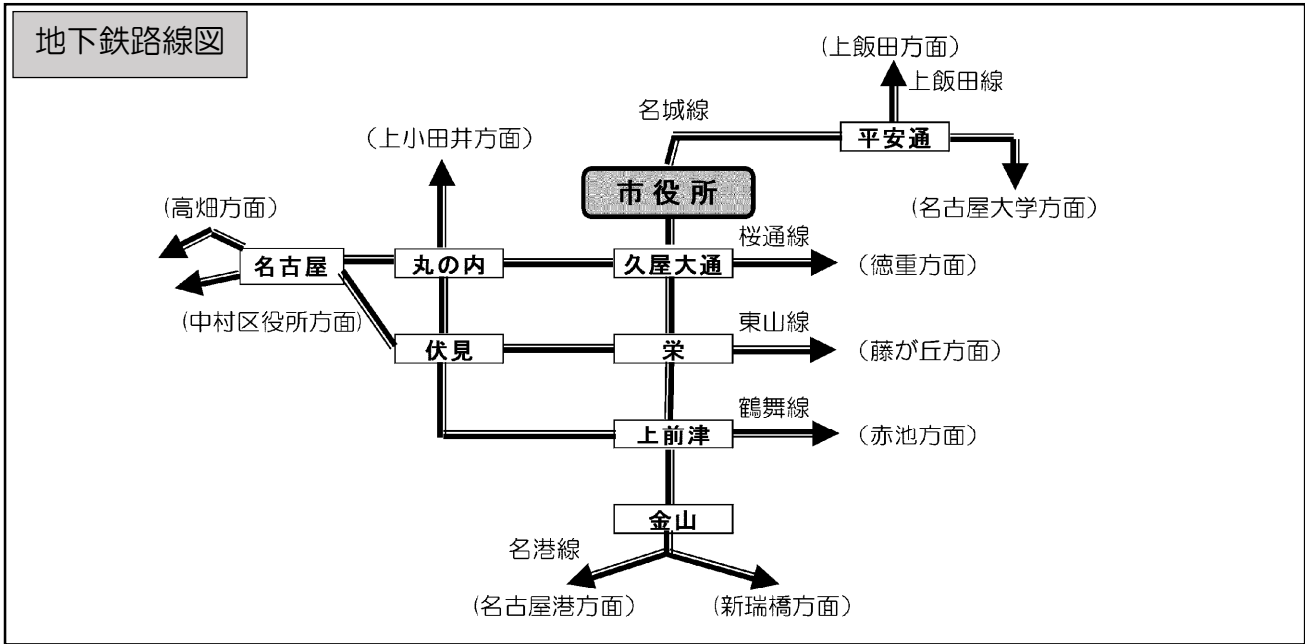 地下鉄路線図
(上飯田方面)
上飯田線
名城線
平安通
(上小田井方面)
市役所
(高畑方面)
(名古屋大学方面)
桜通線
名古屋
丸の内
久屋大通
(徳重方面)
(中村区役所方面)
東山線
伏見
栄
(藤が丘方面)
鶴舞線
上前津
(赤池方面)
金山
名港線
(名古屋港方面)
(新瑞橋方面)